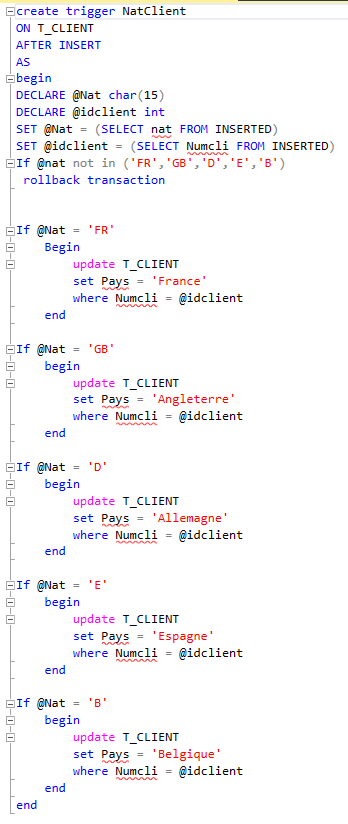 create trigger NatClient
ON T_CLIENT
AFTER INSERT
AS
begin
DECLARE @Nat char(15)
DECLARE @idclient int
SET @Nat = (SELECT nat FROM INSERTED)
SET @idclient = (SELECT Numcli FROM INSERTED)
If @nat not in ('FR','GB','D','E','B')
rollback transaction
If @Nat = 'FR'
Begin
update T_CLIENT
set Pays = 'France'
where Numcli = @idclient
end
If @Nat = 'GB'
begin
update T_CLIENT
set Pays = 'Angleterre'
where Numcli = @idclient
end
If @Nat = 'D'
begin
update T_CLIENT
set Pays = 'Allemagne'
where Numcli = @idclient
end
If @Nat = 'E'
begin
update T_CLIENT
set Pays = 'Espagne'
where Numcli = @idclient
end
If @Nat = 'B'
begin
update T_CLIENT
set Pays = 'Belgique'
where Numcli = @idclient
end
end